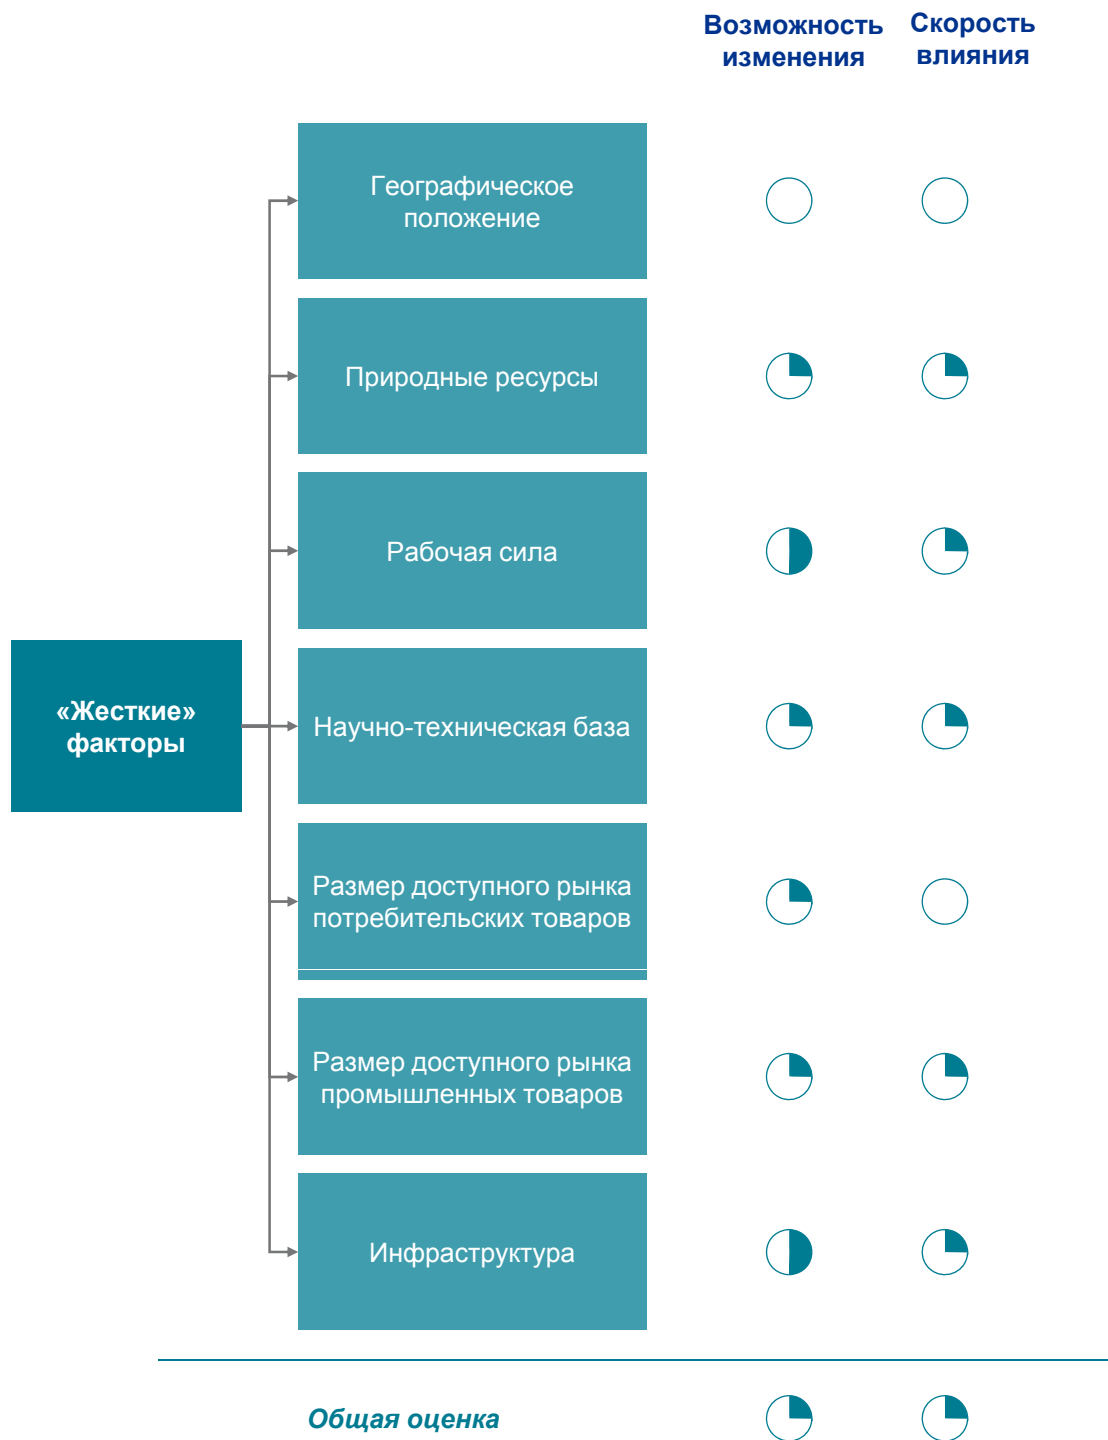 Возможность
изменения
Скорость
влияния
Географическое
положение
Природные ресурсы
Рабочая сила
«Жесткие»
факторы
Научно-техническая база
Размер доступного рынка
потребительских товаров
Размер доступного рынка
промышленных товаров
Инфраструктура
Общая оценка